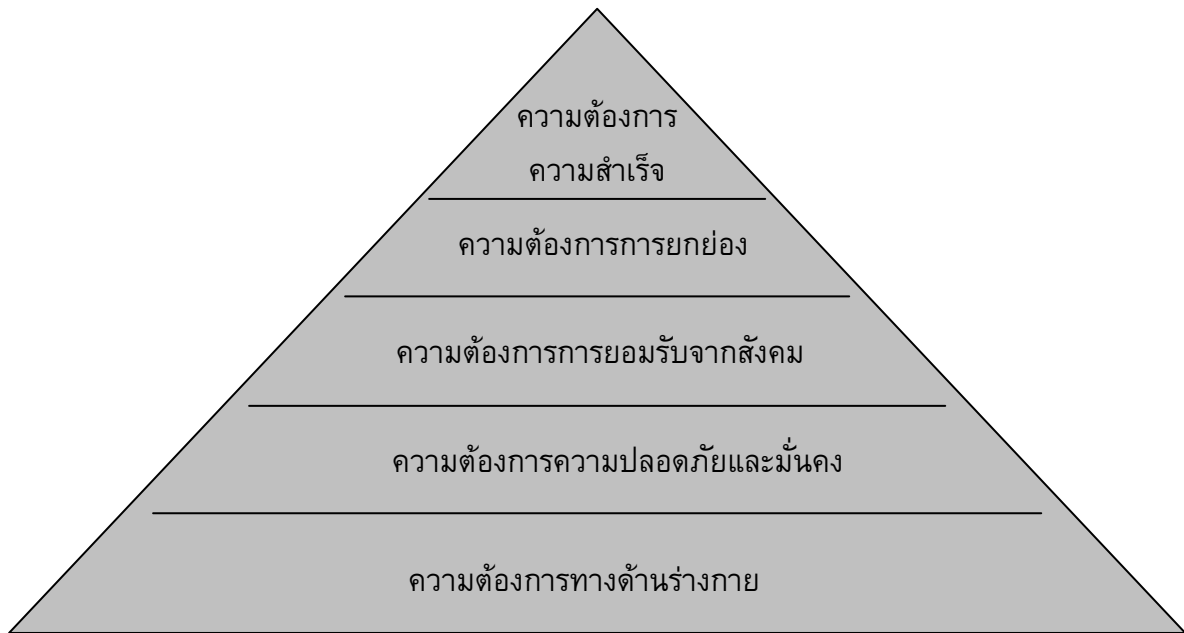 ความต้องการ
ความสำเร็จ
ความต้องการการยกย่อง
ความต้องการการยอมรับจากสังคม
ความต้องการความปลอดภัยและมั่นคง
ความต้องการทางด้านร่างกาย